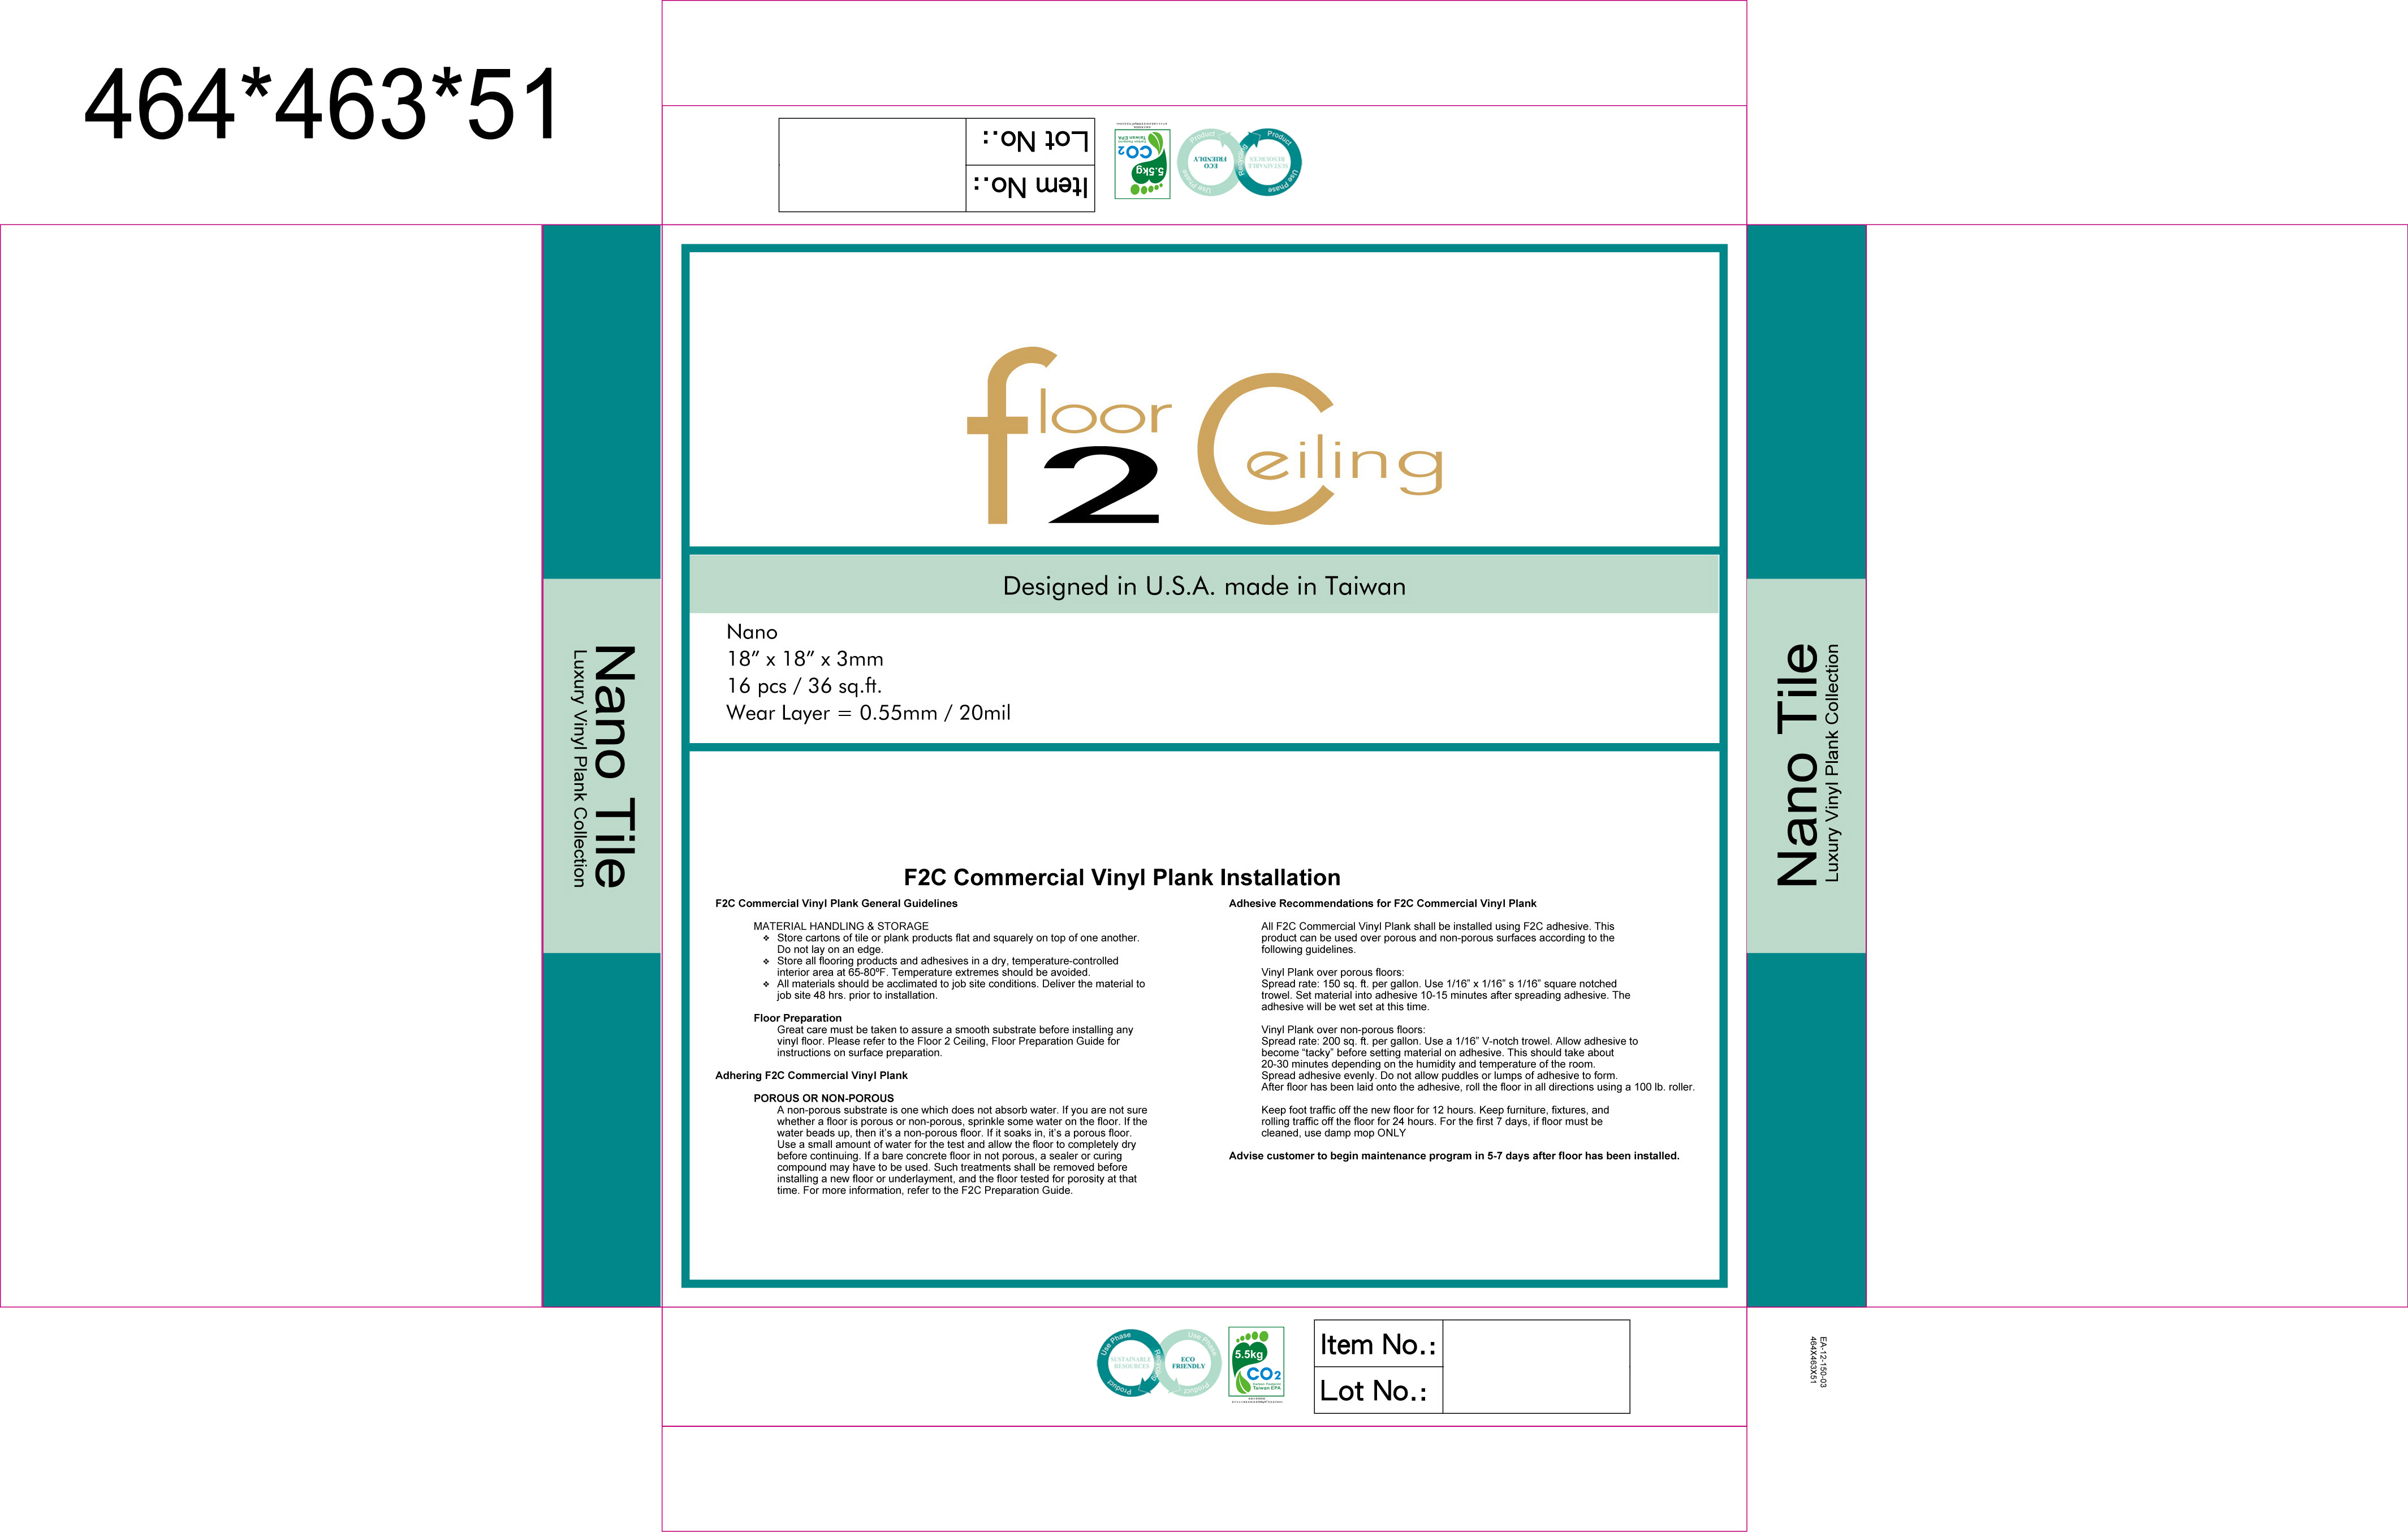 464*463*51
Item No.:
Lot No.:
5.5kg
CO2
Carbon Footprint
Taiwan EPA
Product
Use Phase
Recycling
SUSTAINABLE
RESOURCES
Product
Use Phase
ECO
FRIENDLY
floor
2 Ceiling
Designed in U.S.A. made in Taiwan
Nano
18" x 18" x 3mm
16 pcs / 36 sq.ft.
Wear Layer = 0.55mm / 20mil
Nano Tile
Luxury Vinyl Plank Collection
Nano Tile
Luxury Vinyl Plank Collection
F2C Commercial Vinyl Plank Installation
F2C Commercial Vinyl Plank General Guidelines
MATERIAL HANDLING & STORAGE
❖ Store cartons of tile or plank products flat and squarely on top of one another.
Do not lay on an edge.
❖ Store all flooring products and adhesives in a dry, temperature-controlled
interior area at 65-80ºF. Temperature extremes should be avoided.
❖ All materials should be acclimated to job site conditions. Deliver the material to
job site 48 hrs. prior to installation.
Floor Preparation
Great care must be taken to assure a smooth substrate before installing any
vinyl floor. Please refer to the Floor 2 Ceiling, Floor Preparation Guide for
instructions on surface preparation.
Adhering F2C Commercial Vinyl Plank
POROUS OR NON-POROUS
A non-porous substrate is one which does not absorb water. If you are not sure
whether a floor is porous or non-porous, sprinkle some water on the floor. If the
water beads up, then it's a non-porous floor. If it soaks in, it's a porous floor.
Use a small amount of water for the test and allow the floor to completely dry
before continuing. If a bare concrete floor in not porous, a sealer or curing
compound may have to be used. Such treatments shall be removed before
installing a new floor or underlayment, and the floor tested for porosity at that
time. For more information, refer to the F2C Preparation Guide.
Adhesive Recommendations for F2C Commercial Vinyl Plank
All F2C Commercial Vinyl Plank shall be installed using F2C adhesive. This
product can be used over porous and non-porous surfaces according to the
following guidelines.
Vinyl Plank over porous floors:
Spread rate: 150 sq. ft. per gallon. Use 1/16" x 1/16" s 1/16" square notched
trowel. Set material into adhesive 10-15 minutes after spreading adhesive. The
adhesive will be wet set at this time.
Vinyl Plank over non-porous floors:
Spread rate: 200 sq. ft. per gallon. Use a 1/16" V-notch trowel. Allow adhesive to
become "tacky" before setting material on adhesive. This should take about
20-30 minutes depending on the humidity and temperature of the room.
Spread adhesive evenly. Do not allow puddles or lumps of adhesive to form.
After floor has been laid onto the adhesive, roll the floor in all directions using a 100 lb. roller.
Keep foot traffic off the new floor for 12 hours. Keep furniture, fixtures, and
rolling traffic off the floor for 24 hours. For the first 7 days, if floor must be
cleaned, use damp mop ONLY
Advise customer to begin maintenance program in 5-7 days after floor has been installed.
Use Phase
Recycling
Product
SUSTAINABLE
RESOURCES
Use Phase
Product
ECO
FRIENDLY
5.5kg
CO2
Carbon Footprint
Taiwan EPA
Item No.:
Lot No.:
EA-12-150-03
464X463X51